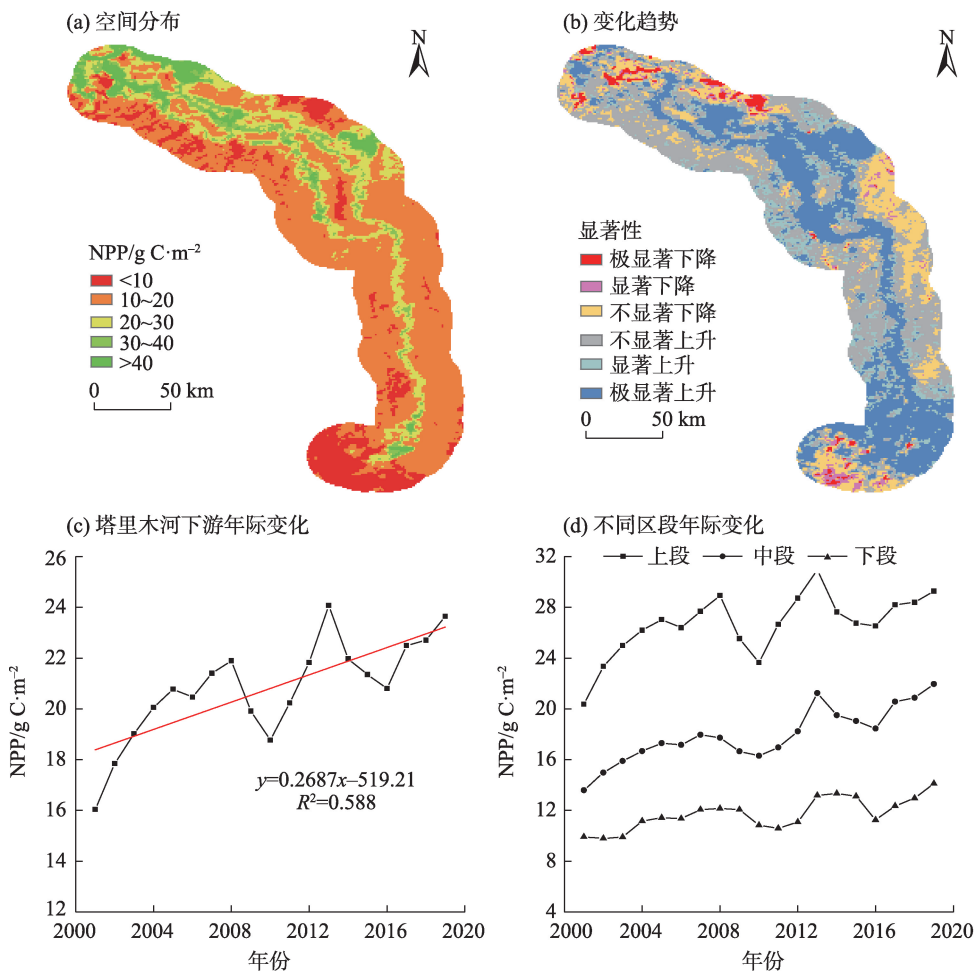 (a) 空间分布
N
NPP/g C·m⁻²
<10
10~20
20~30
30~40
>40
0 50 km
(b) 变化趋势
N
显著性
极显著下降
显著下降
不显著下降
不显著上升
显著上升
极显著上升
0 50 km
(c) 塔里木河下游年际变化
26
24
22
20
18
16
14
12
NPP/g C·m⁻²
y=0.2687x–519.21
R²=0.588
2000 2004 2008 2012 2016 2020
年份
(d) 不同区段年际变化
上段 中段 下段
32
28
24
20
16
12
8
4
NPP/g C·m⁻²
2000 2004 2008 2012 2016 2020
年份